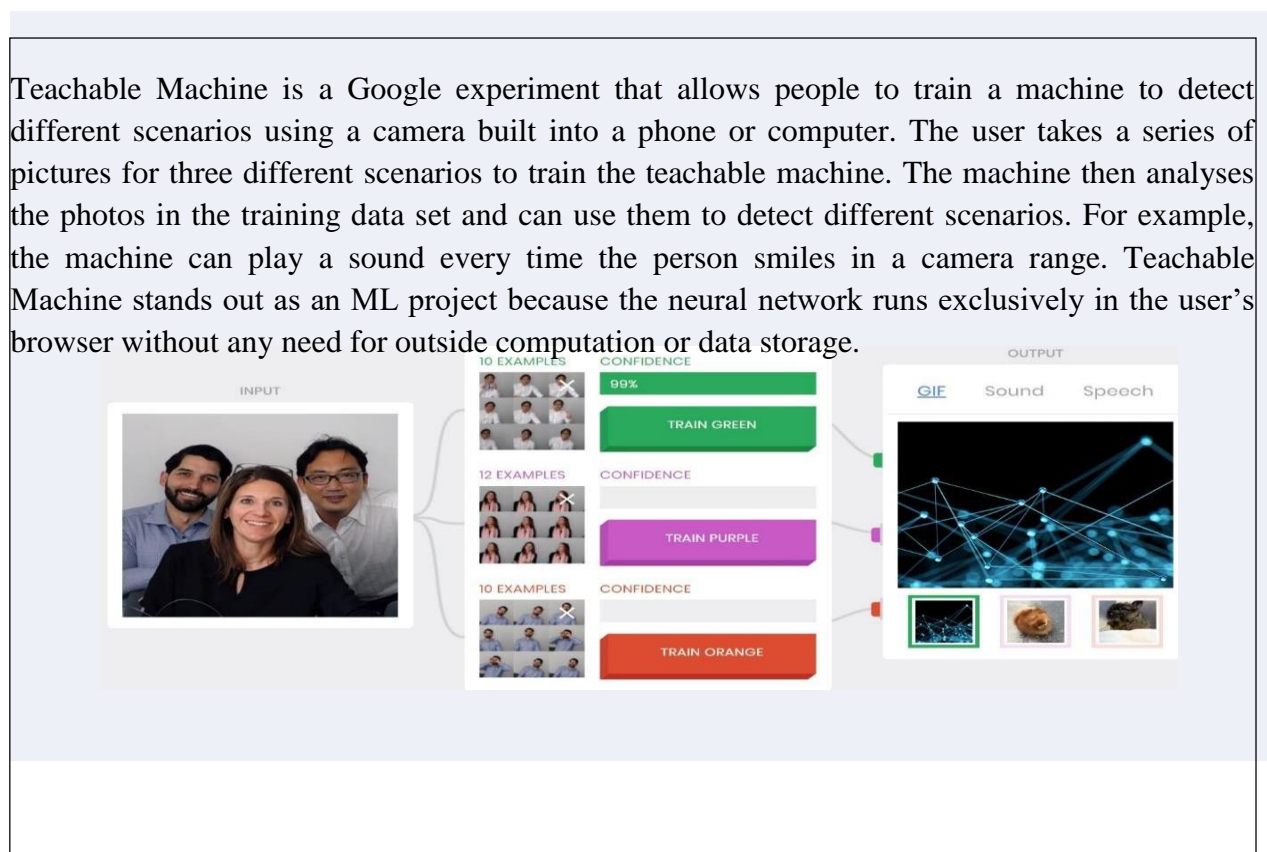 Teachable Machine is a Google experiment that allows people to train a machine to detect
different scenarios using a camera built into a phone or computer. The user takes a series of
pictures for three different scenarios to train the teachable machine. The machine then analyses
the photos in the training data set and can use them to detect different scenarios. For example,
the machine can play a sound every time the person smiles in a camera range. Teachable
Machine stands out as an ML project because the neural network runs exclusively in the user’s
browser without any need for outside computation or data storage.
INPUT
10 EXAMPLES
CONFIDENCE
99%
TRAIN GREEN
12 EXAMPLES
CONFIDENCE
TRAIN PURPLE
10 EXAMPLES
CONFIDENCE
TRAIN ORANGE
OUTPUT
GIF Sound Speech